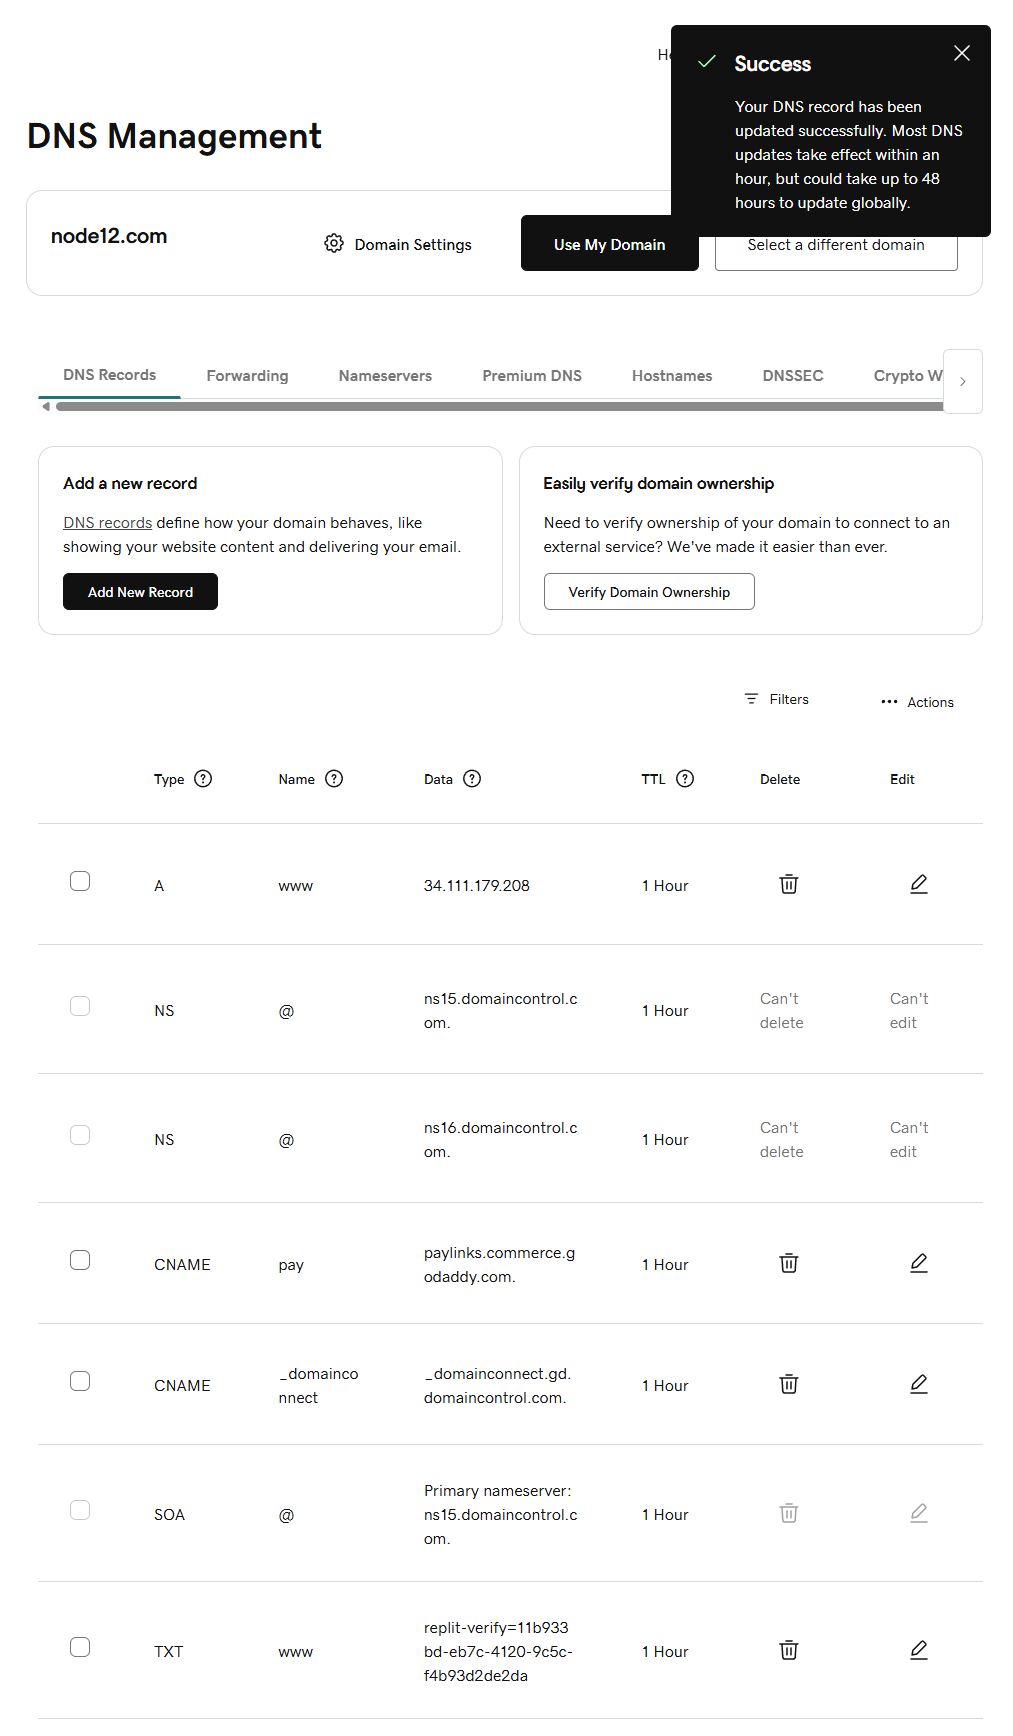 DNS Management
Success
Your DNS record has been
updated successfully. Most DNS
updates take effect within an
hour, but could take up to 48
hours to update globally.
node12.com
Domain Settings
Use My Domain
Select a different domain
DNS Records
Forwarding
Nameservers
Premium DNS
Hostnames
DNSSEC
Crypto W
Add a new record
DNS records define how your domain behaves, like
showing your website content and delivering your email.
Add New Record
Easily verify domain ownership
Need to verify ownership of your domain to connect to an
external service? We've made it easier than ever.
Verify Domain Ownership
Filters
Actions
Type Name Data TTL Delete Edit
A www 34.111.179.208 1 Hour
NS @ ns15.domaincontrol.c 1 Hour Can't Can't
om. delete edit
NS @ ns16.domaincontrol.c 1 Hour Can't Can't
om. delete edit
CNAME pay paylinks.commerce.g 1 Hour
odaddy.com.
CNAME _domainco _domainconnect.gd. 1 Hour
nnect domaincontrol.com.
SOA @ Primary nameserver: 1 Hour
ns15.domaincontrol.c
om.
TXT www replit-verify=11b933 1 Hour
bd-eb7c-4120-9c5c-
f4b93d2de2da